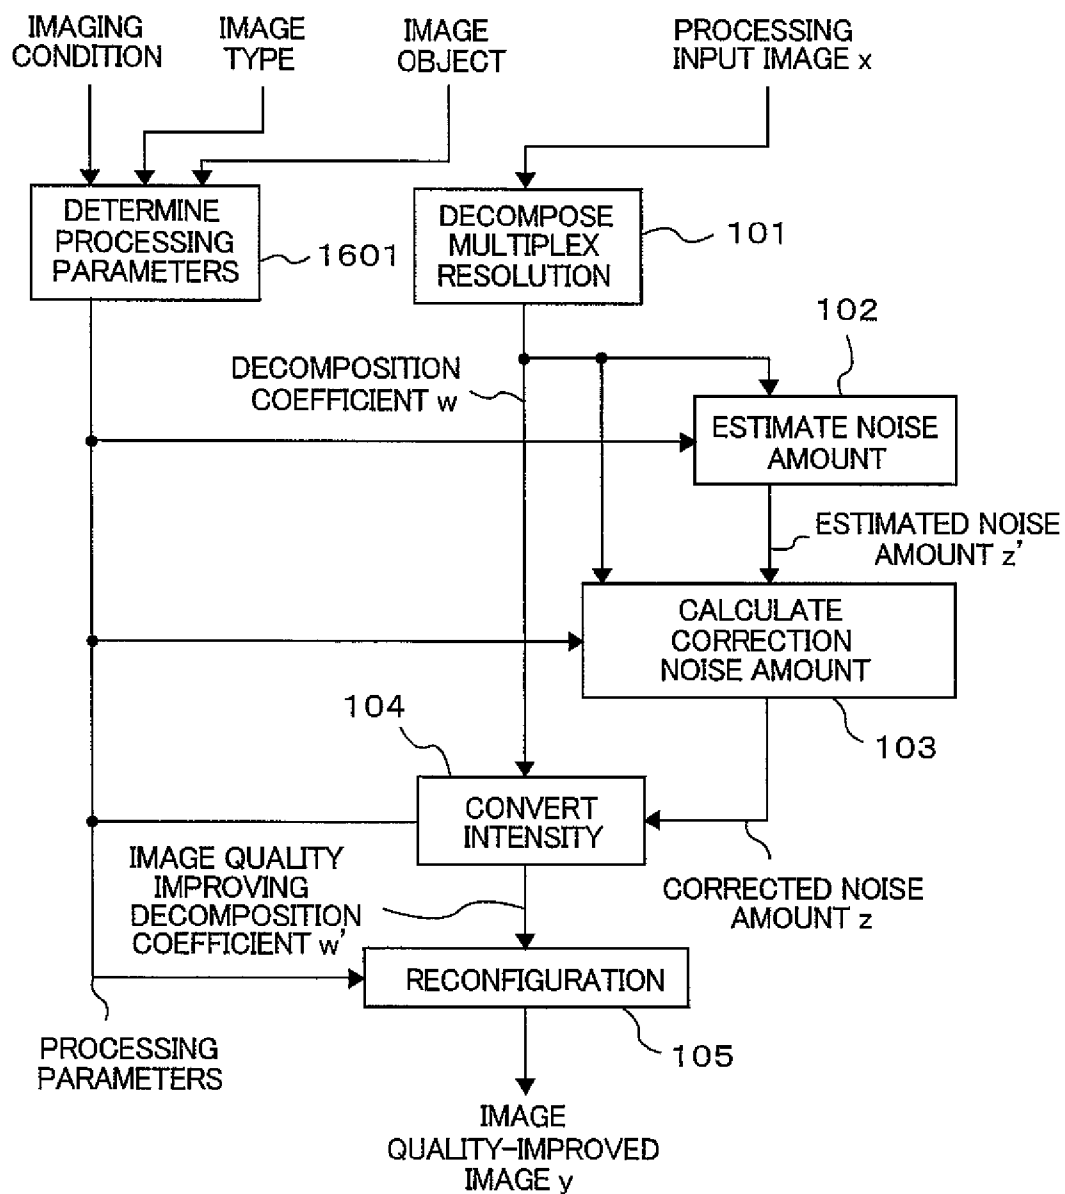 IMAGING
CONDITION
IMAGE
TYPE
IMAGE
OBJECT
PROCESSING
INPUT IMAGE x
DETERMINE
PROCESSING
PARAMETERS
1601
DECOMPOSE
MULTIPLEX
RESOLUTION
101
102
DECOMPOSITION
COEFFICIENT w
ESTIMATE NOISE
AMOUNT
ESTIMATED NOISE
AMOUNT z'
CALCULATE
CORRECTION
NOISE AMOUNT
103
104
CONVERT
INTENSITY
IMAGE QUALITY
IMPROVING
DECOMPOSITION
COEFFICIENT w'
CORRECTED NOISE
AMOUNT z
RECONFIGURATION
105
PROCESSING
PARAMETERS
IMAGE
QUALITY-IMPROVED
IMAGE y